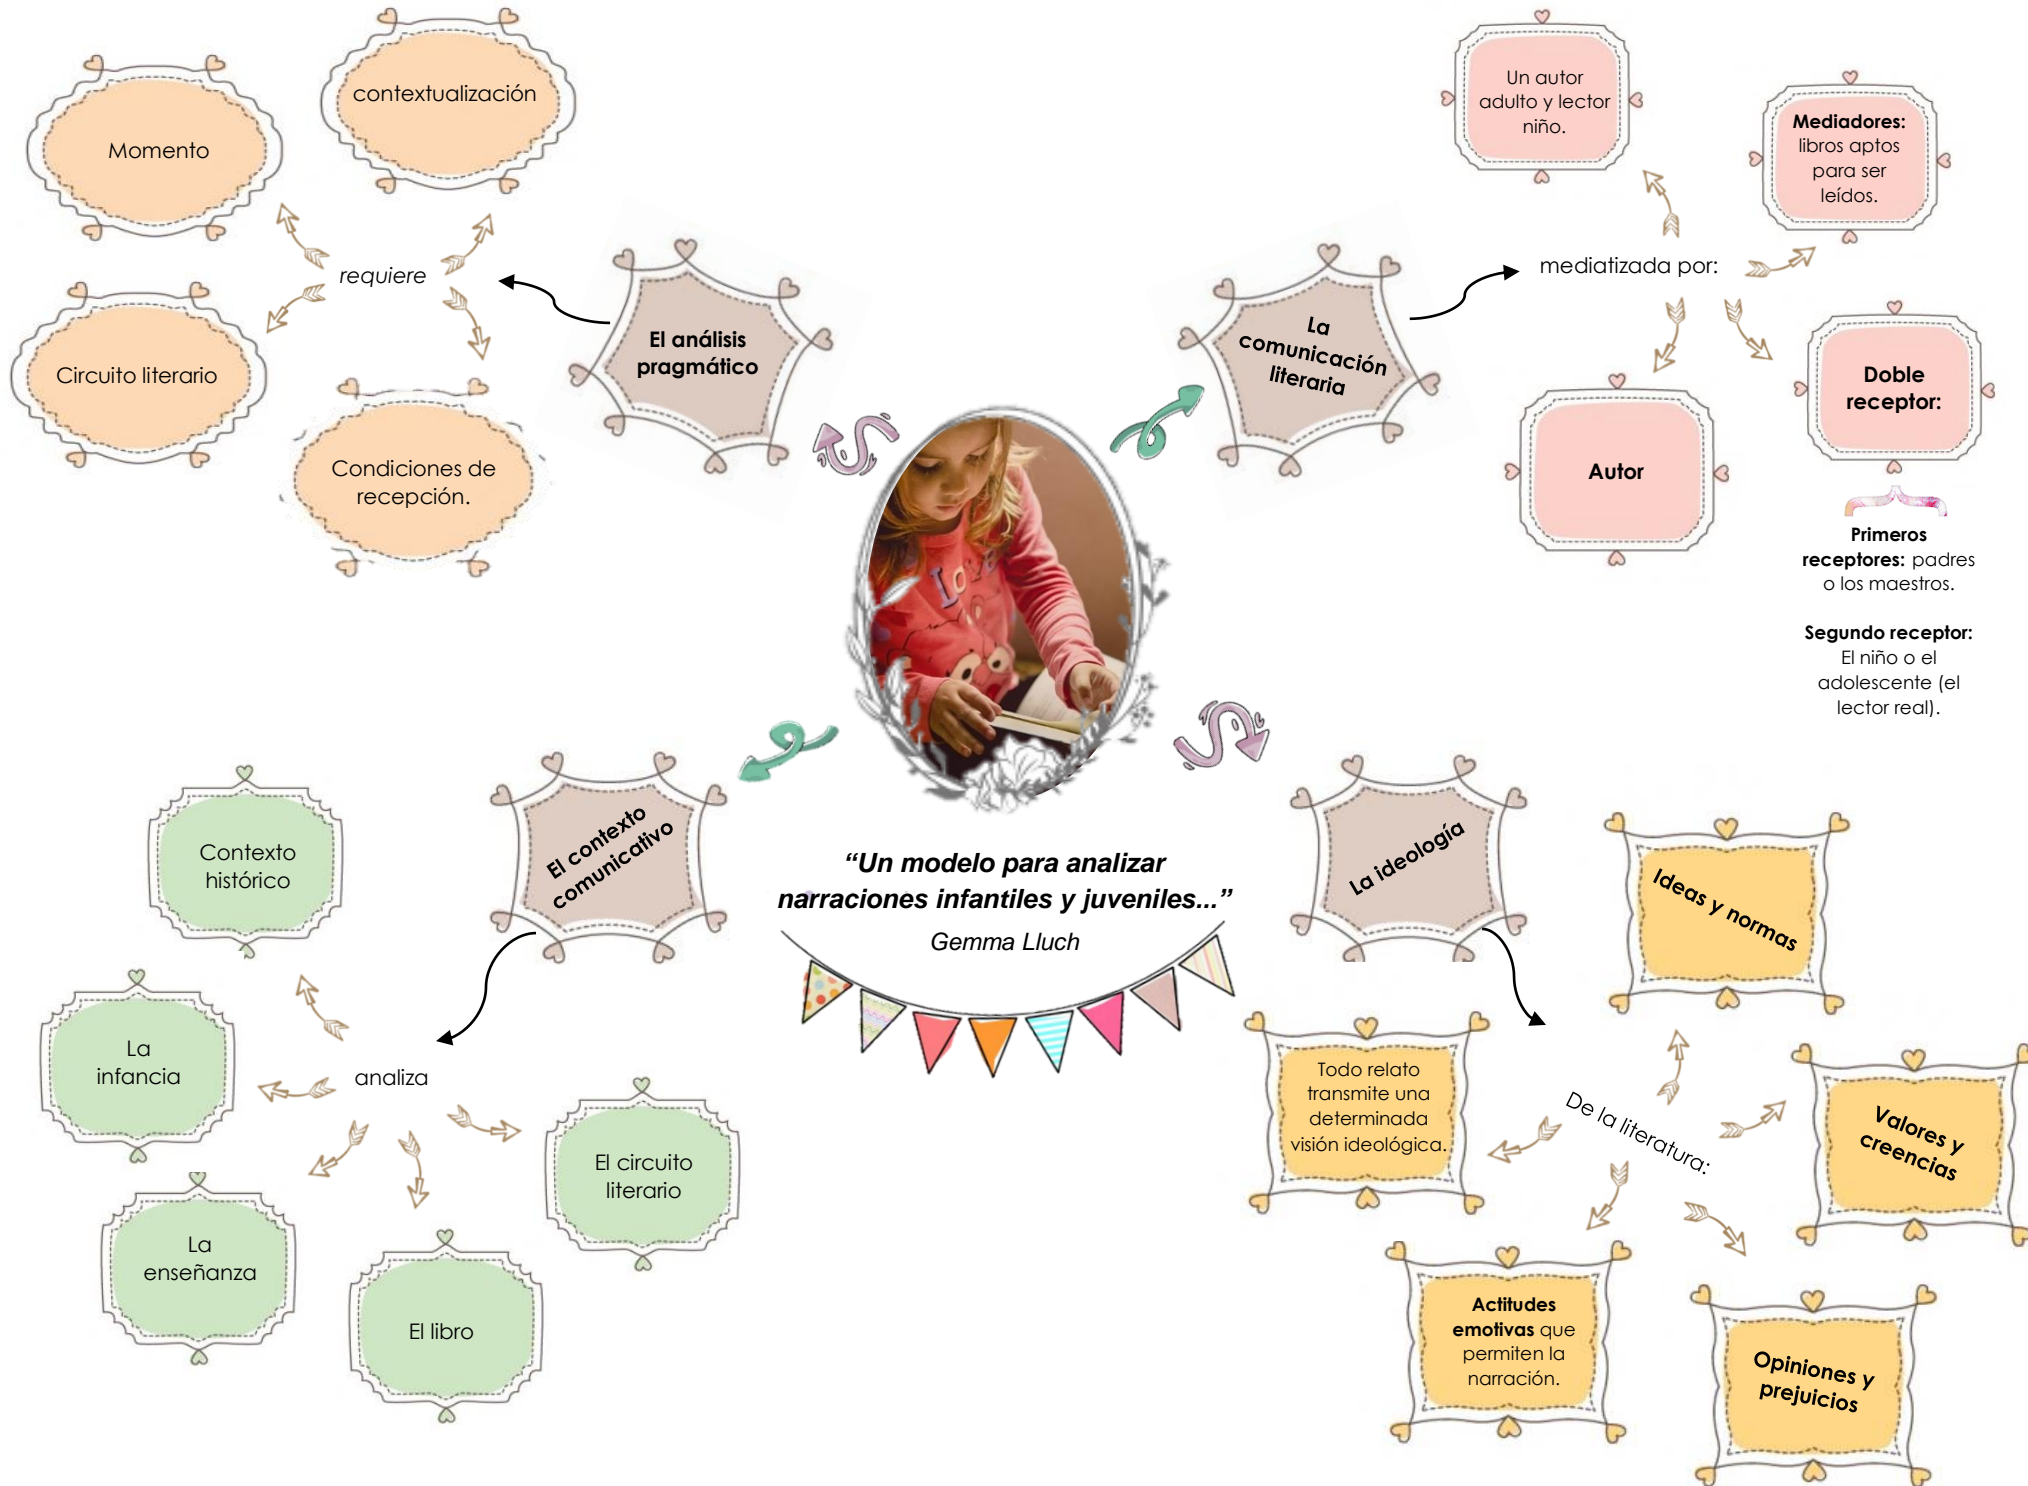 contextualización
Momento
requiere
Circuito literario
Condiciones de
recepción.
El análisis
pragmático
Un autor
adulto y lector
niño.
Mediadores:
libros aptos
para ser
leídos.
mediatizada por:
La
comunicación
literaria
Doble
receptor:
Autor
Primeros
receptores: padres
o los maestros.
Segundo receptor:
El niño o el
adolescente (el
lector real).
LO
“Un modelo para analizar
narraciones infantiles y juveniles...”
Gemma Lluch
El contexto
comunicativo
Contexto
histórico
La
infancia
analiza
La
enseñanza
El libro
El circuito
literario
La ideología
Ideas y normas
Todo relato
transmite una
determinada
visión ideológica.
De la literatura:
Valores y
creencias
Actitudes
emotivas que
permiten la
narración.
Opiniones y
prejuicios